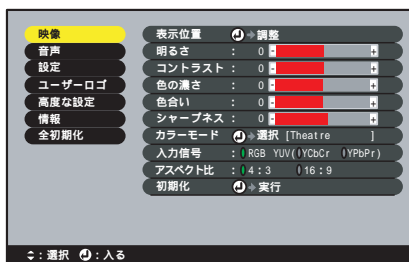 映像
音声
設定
ユーザーロゴ
高度な設定
情報
全初期化
表示位置 調整
明るさ : 0 - +
コントラスト : 0 - +
色の濃さ : 0 - +
色合い : 0 - +
シャープネス : 0 - +
カラーモード 選択 [Theatre ]
入力信号 : RGB YUV( YCbCr YPbPr)
アスペクト比 : 4:3 16:9
初期化 実行
:選択 :入る